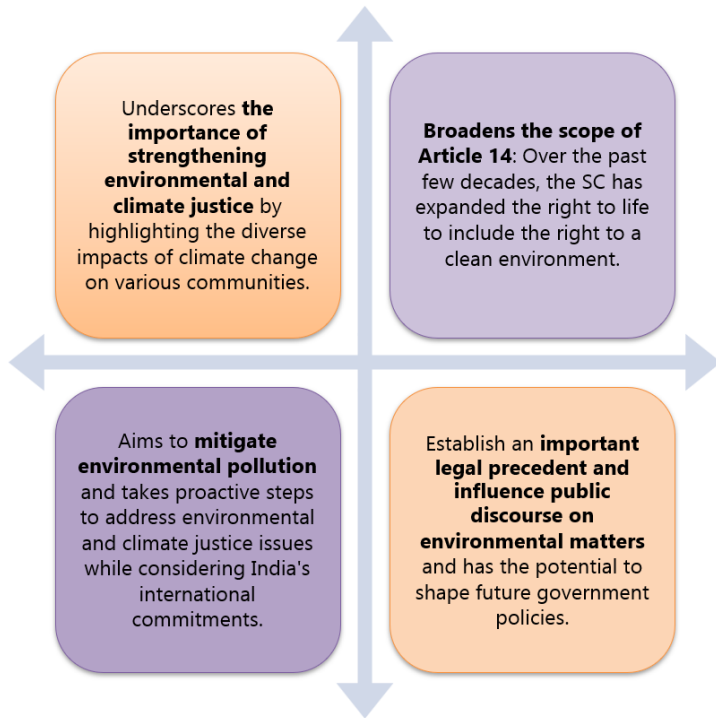 Underscores the
importance of
strengthening
environmental and
climate justice by
highlighting the diverse
impacts of climate change
on various communities.
Broadens the scope of
Article 14: Over the past
few decades, the SC has
expanded the right to life
to include the right to a
clean environment.
Aims to mitigate
environmental pollution
and takes proactive steps
to address environmental
and climate justice issues
while considering India's
international
commitments.
Establish an important
legal precedent and
influence public
discourse on
environmental matters
and has the potential to
shape future government
policies.